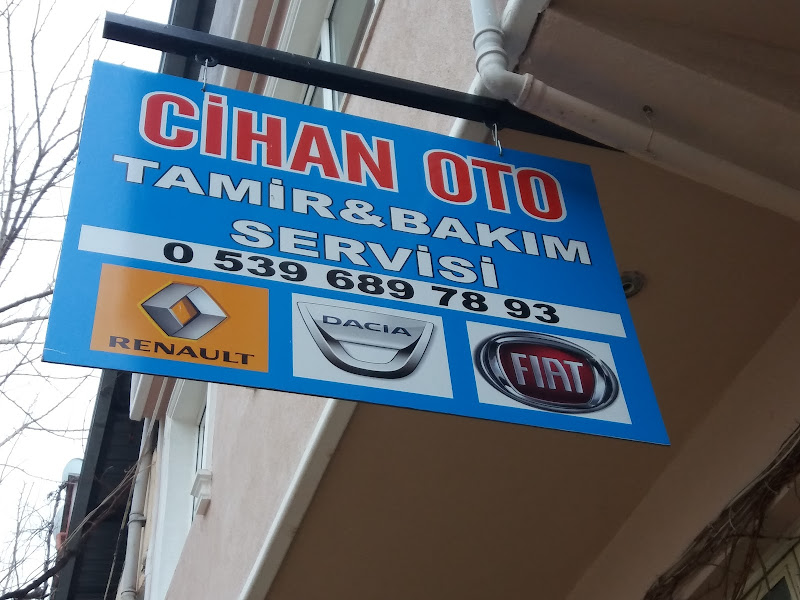 CİHAN OTO
TAMİR&BAKIM
SERVİSİ
0 539 689 78 93
RENAULT
DACIA
FIAT